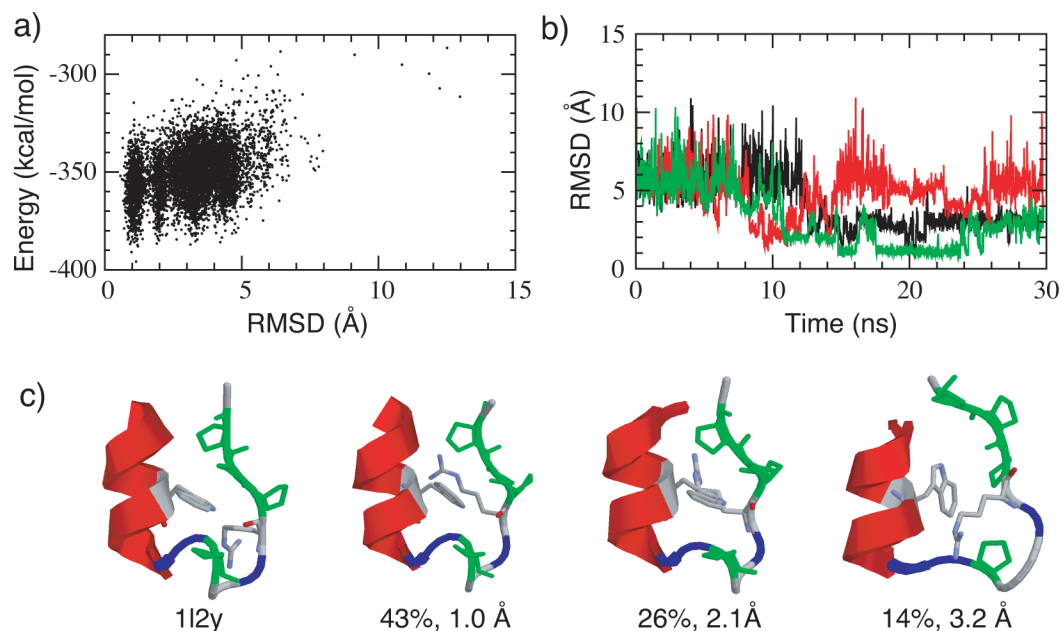 a)
Energy (kcal/mol)
-300
-350
-400
0 5 10 15
RMSD (Å)
b)
RMSD (Å)
15
10
5
0
0 10 20 30
Time (ns)
c)
1l2y
43%, 1.0 Å
26%, 2.1Å
14%, 3.2 Å